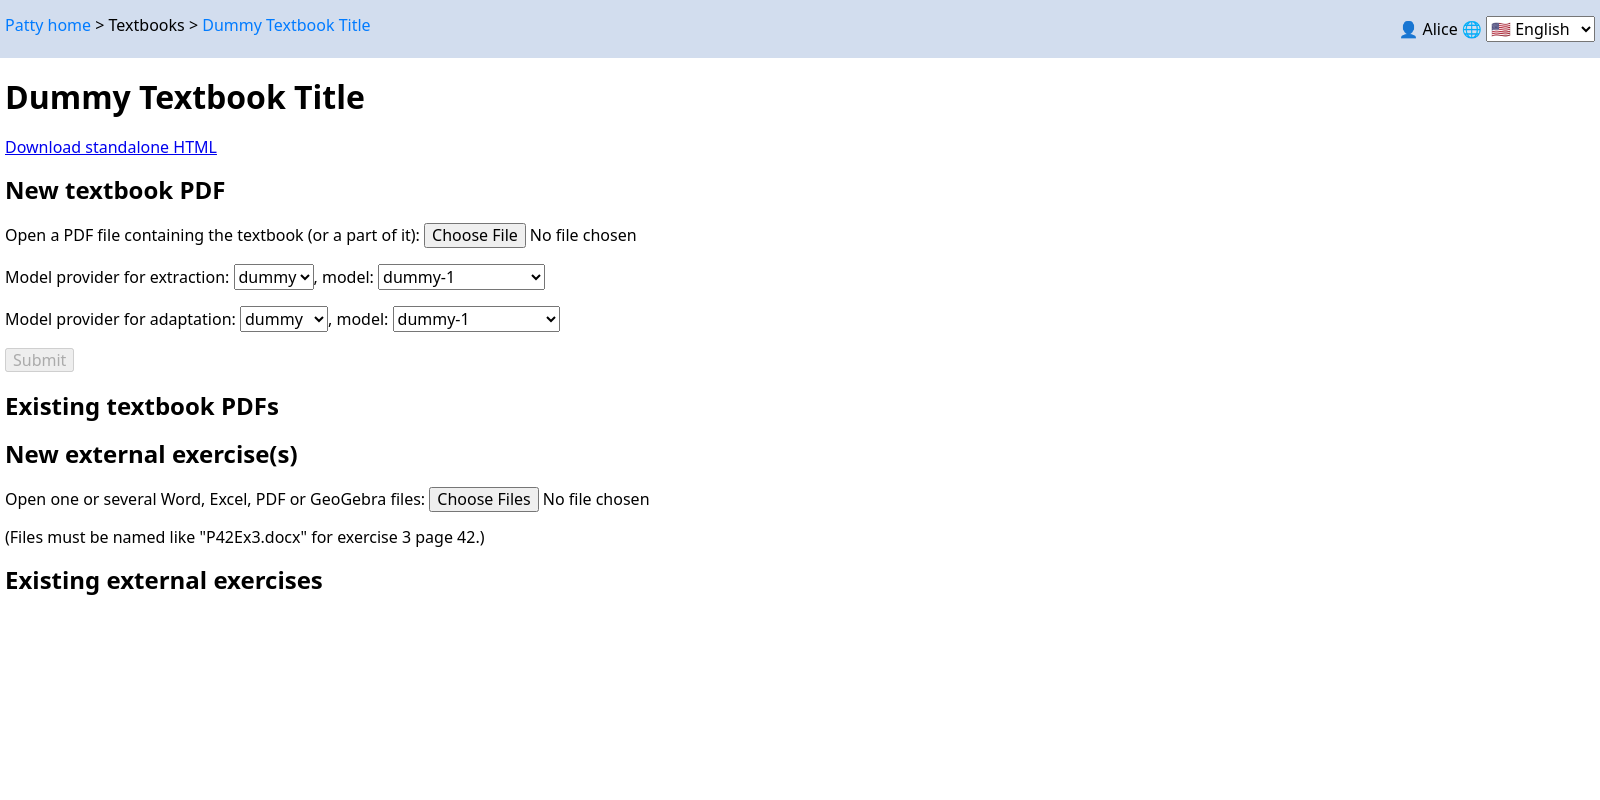 Patty home > Textbooks > Dummy Textbook Title
👤 Alice 🌐 🇺🇸 English
Dummy Textbook Title
Download standalone HTML
New textbook PDF
Open a PDF file containing the textbook (or a part of it): Choose File No file chosen
Model provider for extraction: dummy, model: dummy-1
Model provider for adaptation: dummy, model: dummy-1
Submit
Existing textbook PDFs
New external exercise(s)
Open one or several Word, Excel, PDF or GeoGebra files: Choose Files No file chosen
(Files must be named like "P42Ex3.docx" for exercise 3 page 42.)
Existing external exercises